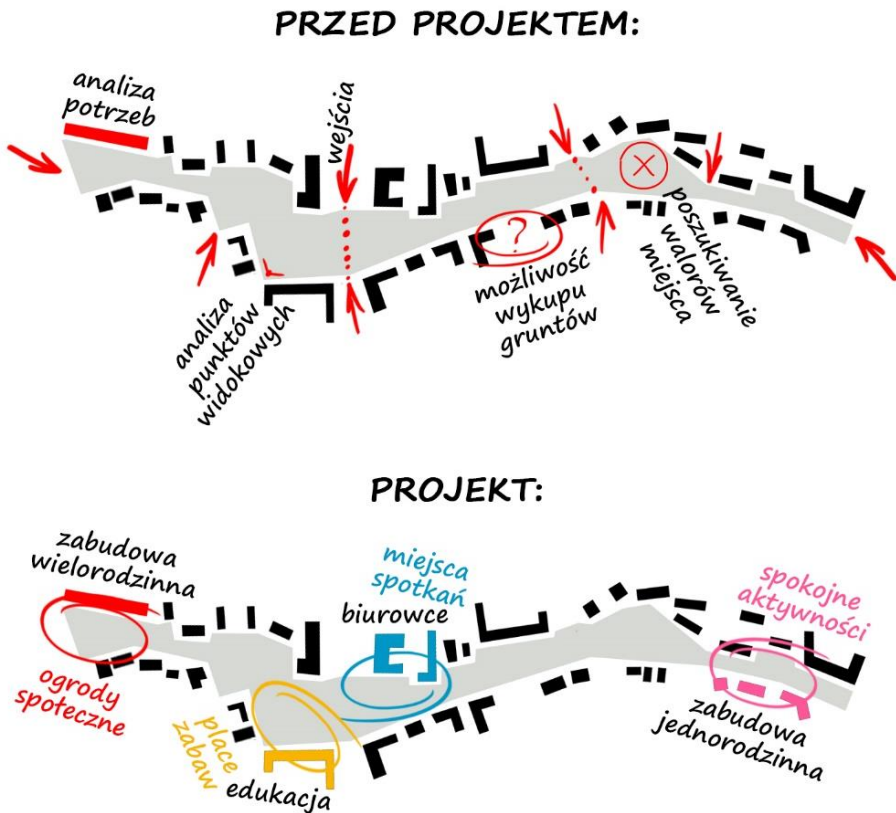 PRZED PROJEKTEM:
analiza
potrzeb
wejścia
?
poszukiwanie
walorów
miejsca
możliwość
wykupu
gruntów
analiza
punktów
widokowych
PROJEKT:
zabudowa
wielorodzinna
miejsca
spotkań
biurowce
spokojne
aktywności
ogrody
społeczne
place
zabaw
edukacja
zabudowa
jednorodzinna